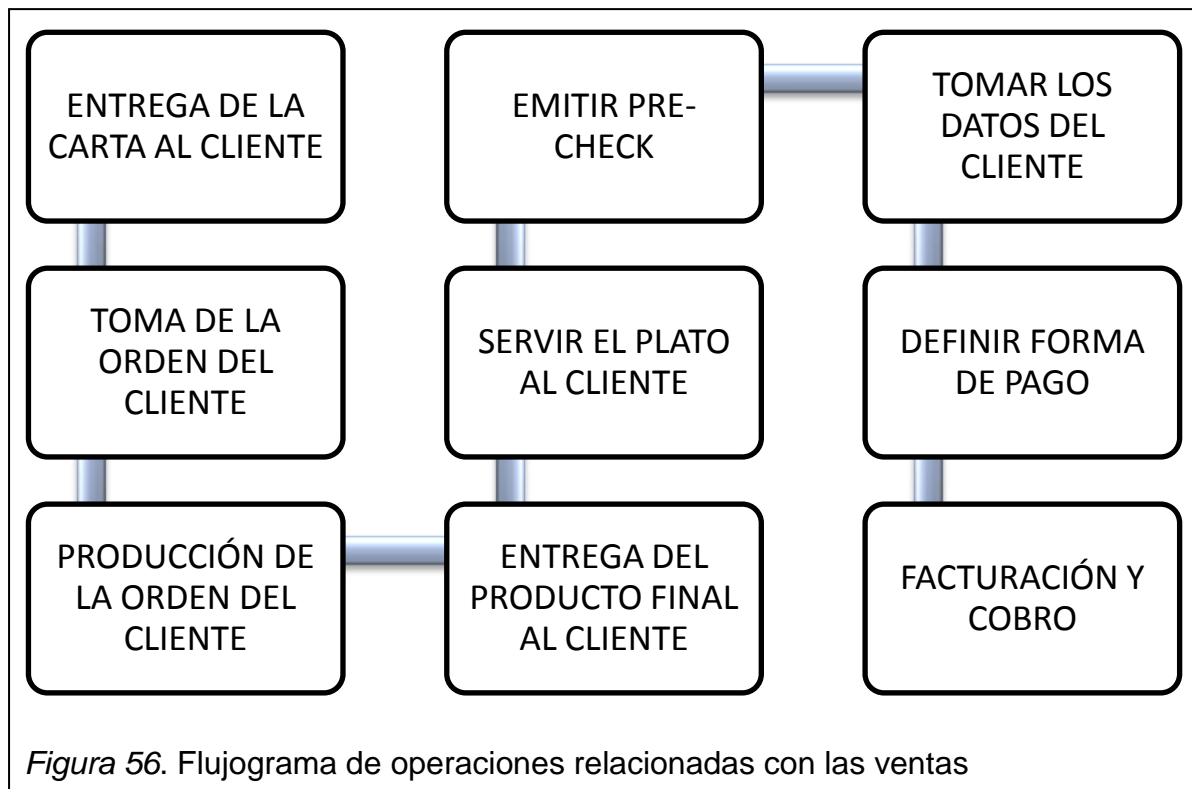 ENTREGA DE LA
CARTA AL CLIENTE
TOMA DE LA
ORDEN DEL
CLIENTE
PRODUCCIÓN DE
LA ORDEN DEL
CLIENTE
ENTREGA DEL
PRODUCTO FINAL
AL CLIENTE
SERVIR EL PLATO
AL CLIENTE
EMITIR PRE-
CHECK
TOMAR LOS
DATOS DEL
CLIENTE
DEFINIR FORMA
DE PAGO
FACTURACIÓN Y
COBRO
Figura 56. Flujograma de operaciones relacionadas con las ventas